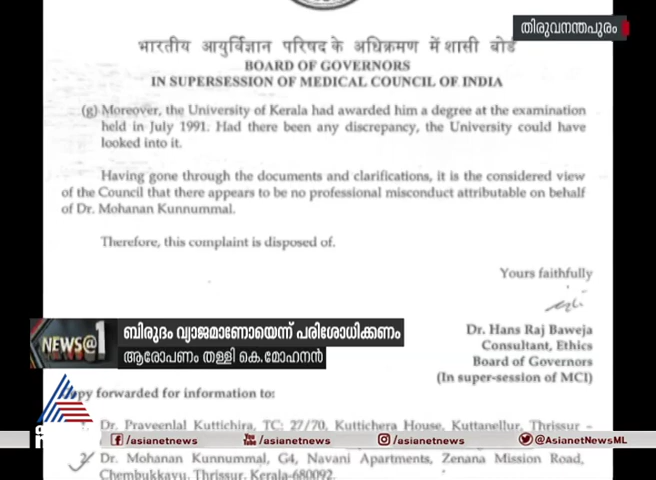 തിരുവനന്തപുരം
भारतीय आयुर्विज्ञान परिषद के अधिक्रमण में शासी बोर्ड
BOARD OF GOVERNORS
IN SUPERSESSION OF MEDICAL COUNCIL OF INDIA
(g) Moreover, the University of Kerala had awarded him a degree at the examination
held in July 1991. Had there been any discrepancy, the University could have
looked into it.
Having gone through the documents and clarifications, it is the considered view
of the Council that there appears to be no professional misconduct attributable on behalf
of Dr. Mohanan Kunnummal.
Therefore, this complaint is disposed of.
Yours faithfully
Dr. Hans Raj Baweja
Consultant, Ethics
Board of Governors
(In super-session of MCI)
NEWS@1
ബിരുദം വ്യാജമാണോയെന്ന് പരിശോധിക്കണം
ആരോപണം തള്ളി കെ.മോഹനൻ
forwarded for information to:
Dr. Praveenlal Kuttichira, TC: 27/70, Kuttichera House, Kuttanellur, Thrissur –
/asianetnews
You Tube /asianetnews
/asianetnews
@AsianetNewsML
2/ Dr. Mohanan Kunnummal, G4, Navani Apartments, Zenana Mission Road,
Chembukkavu, Thrissur, Kerala-680092.